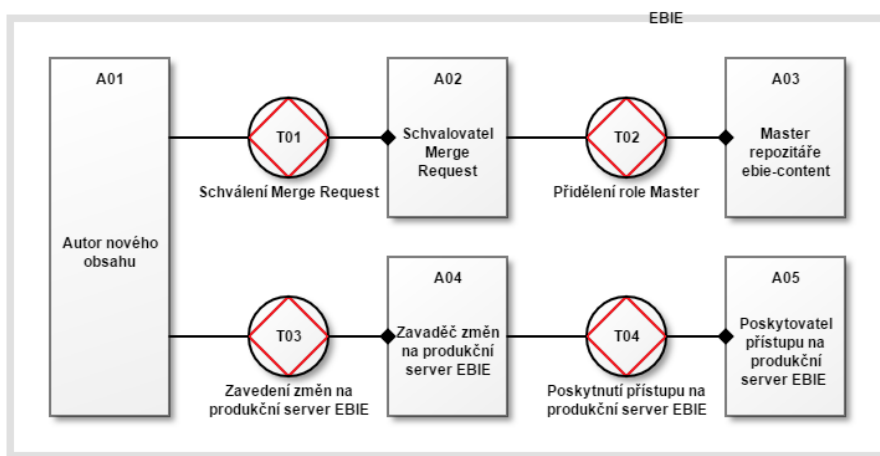 EBIE
A01
Autor nového
obsahu
T01
Schválení Merge Request
A02
Schvalovatel
Merge
Request
T02
Přidělení role Master
A03
Master
repozitáře
ebie-content
T03
Zavedení změn na
produkční server EBIE
A04
Zavaděč změn
na produkční
server EBIE
T04
Poskytnutí přístupu na
produkční server EBIE
A05
Poskytovatel
přístupu na
produkční
server EBIE